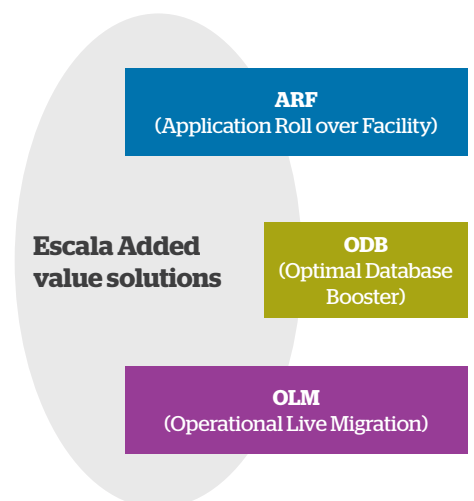 ARF
(Application Roll over Facility)
Escala Added
value solutions
ODB
(Optimal Database
Booster)
OLM
(Operational Live Migration)